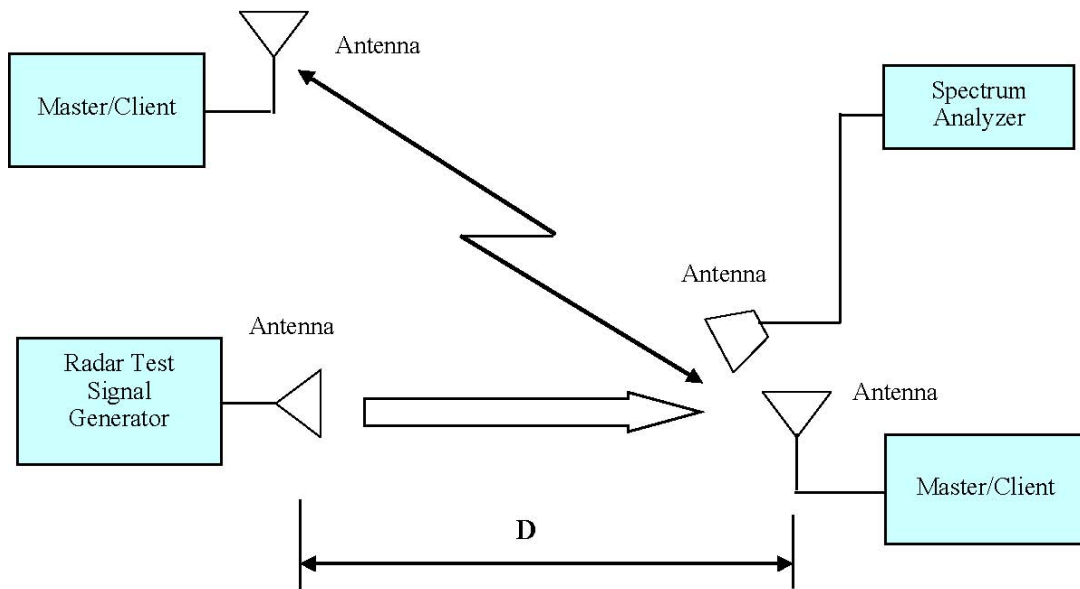 Antenna
Master/Client
Spectrum
Analyzer
Antenna
Antenna
Radar Test
Signal
Generator
Antenna
Master/Client
D